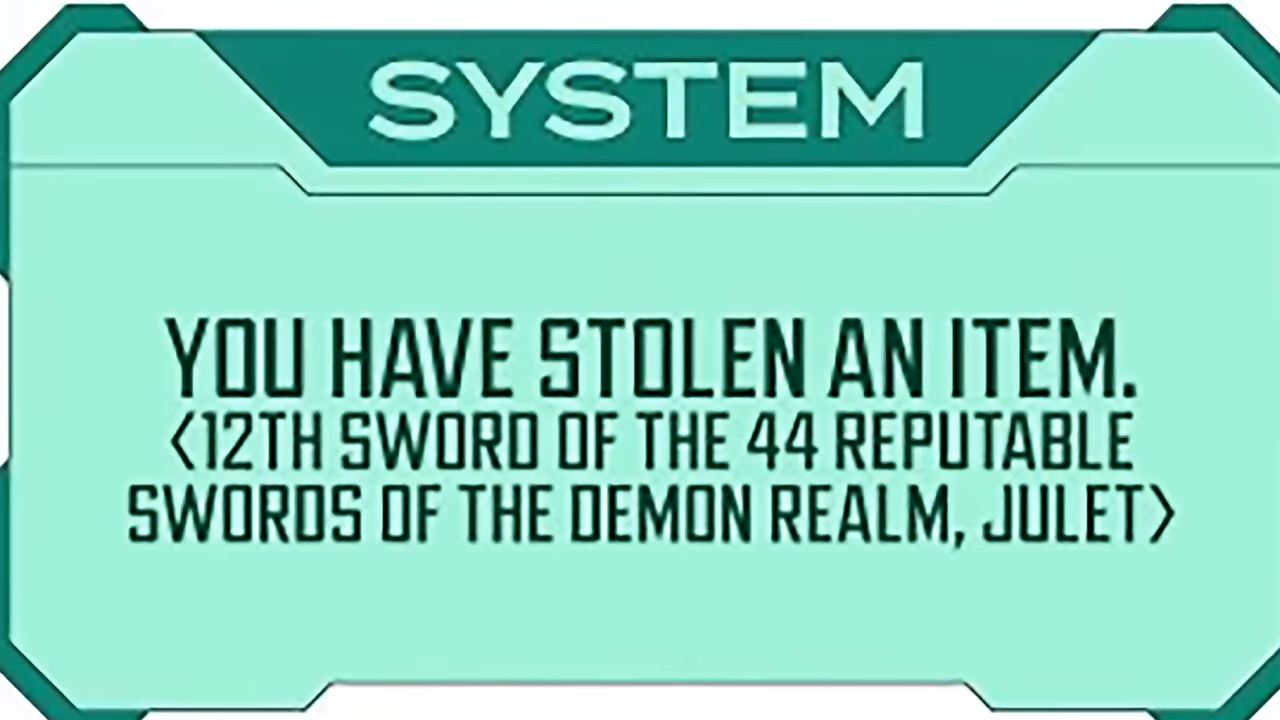 SYSTEM
YOU HAVE STOLEN AN ITEM.
<12TH SWORD OF THE 44 REPUTABLE
SWORDS OF THE DEMON REALM, JULET>